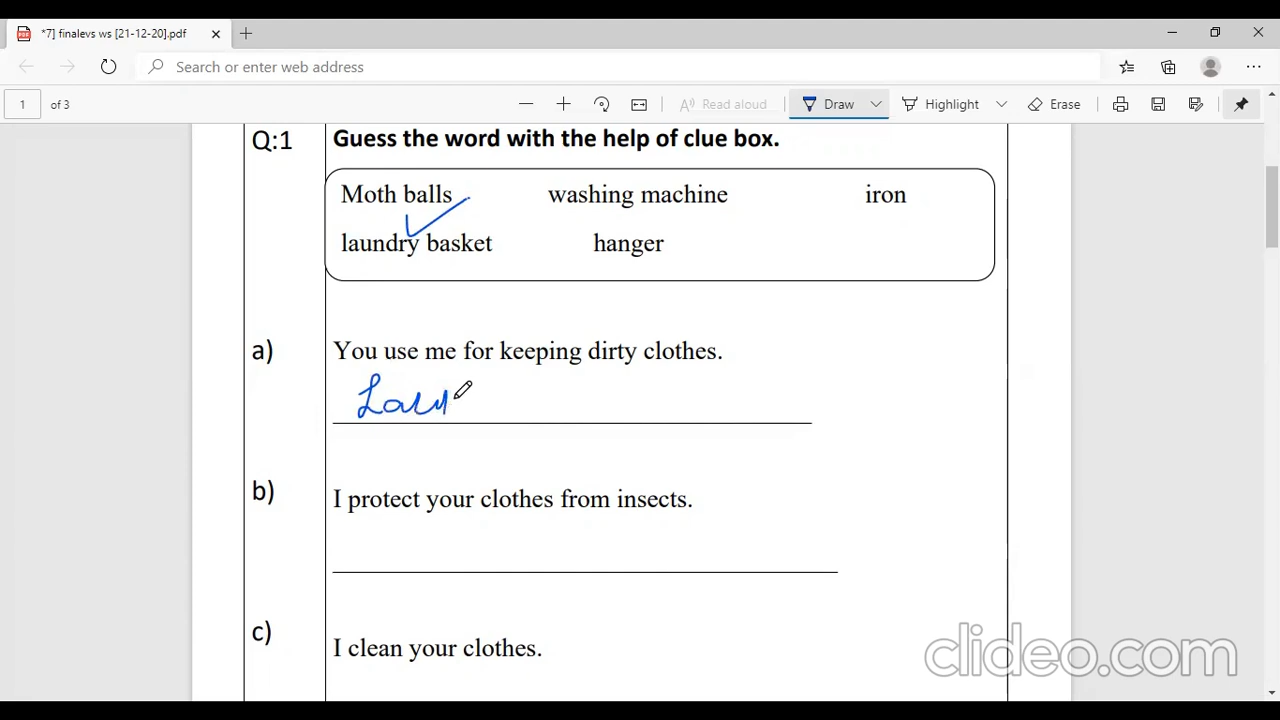 *7] finalevs ws [21-12-20].pdf
Search or enter web address
1 of 3 Read aloud Draw Highlight Erase
Q:1 Guess the word with the help of clue box.
Moth balls washing machine iron
laundry basket hanger
a) You use me for keeping dirty clothes.
Lau
b) I protect your clothes from insects.
c) I clean your clothes.
clideo.com